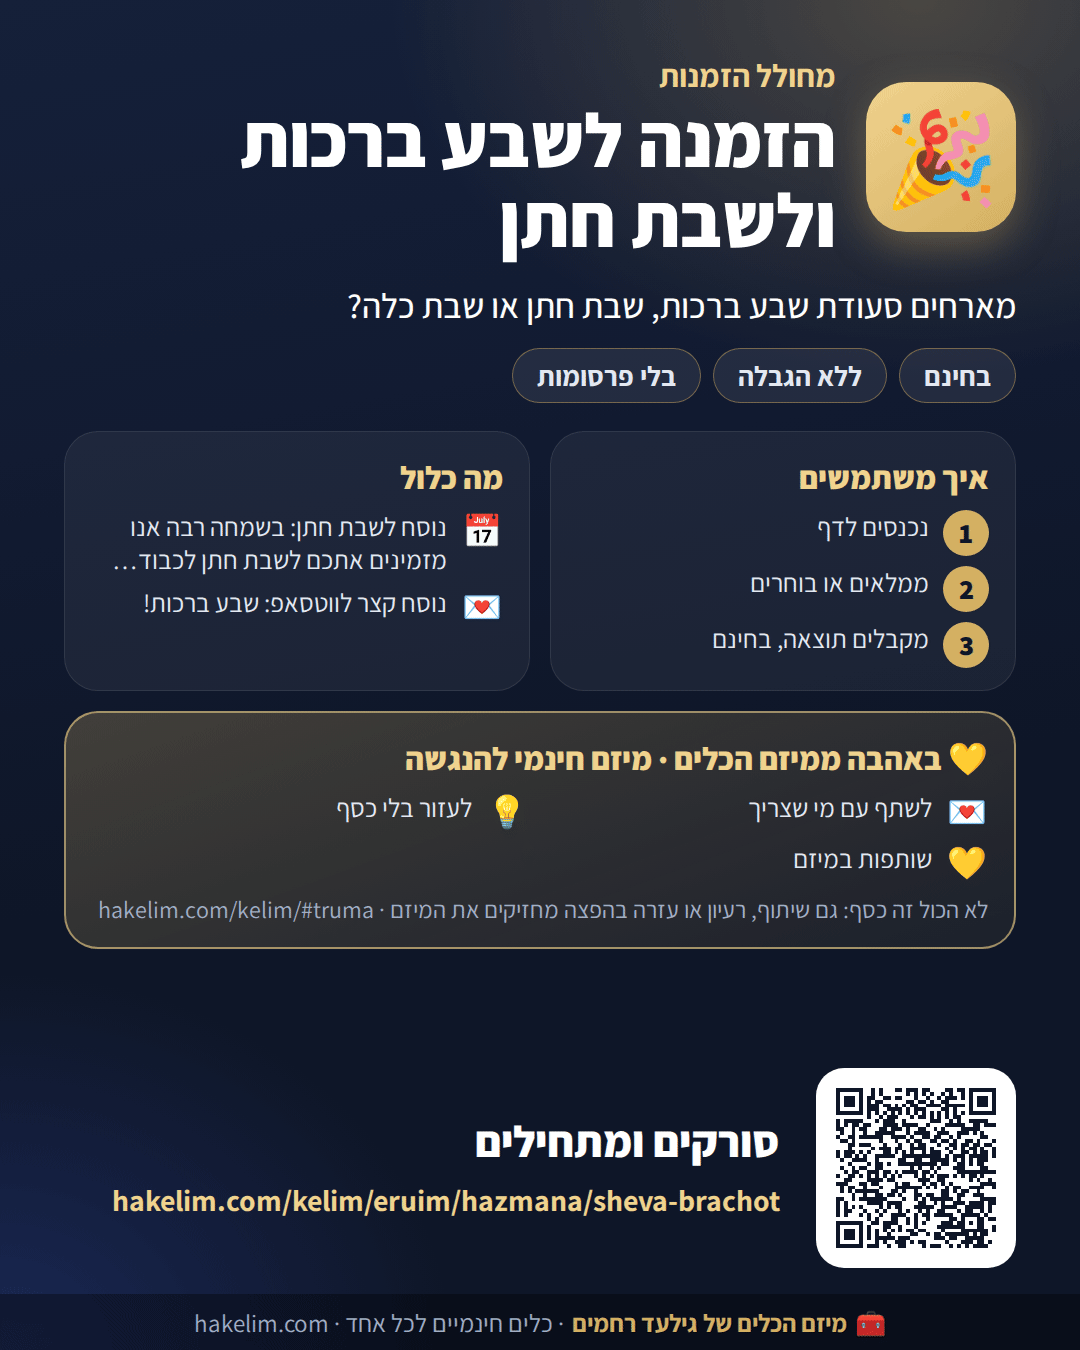 מחולל הזמנות
הזמנה לשבע ברכות
ולשבת חתן
מארחים סעודת שבע ברכות, שבת חתן או שבת כלה?
בחינם
ללא הגבלה
בלי פרסומות
איך משתמשים
1 נכנסים לדף
2 ממלאים או בוחרים
3 מקבלים תוצאה, בחינם
מה כלול
July 17
נוסח לשבת חתן: בשמחה רבה אנו
מזמינים אתכם לשבת חתן לכבוד…
נוסח קצר לווטסאפ: שבע ברכות!
באהבה ממיזם הכלים · מיזם חינמי להנגשה
לשתף עם מי שצריך
לעזור בלי כסף
שותפות במיזם
לא הכול זה כסף: גם שיתוף, רעיון או עזרה בהפצה מחזיקים את המיזם · hakelim.com/kelim/#truma
סורקים ומתחילים
hakelim.com/kelim/eruim/hazmana/sheva-brachot
מיזם הכלים של גילעד רחמים · כלים חינמיים לכל אחד · hakelim.com